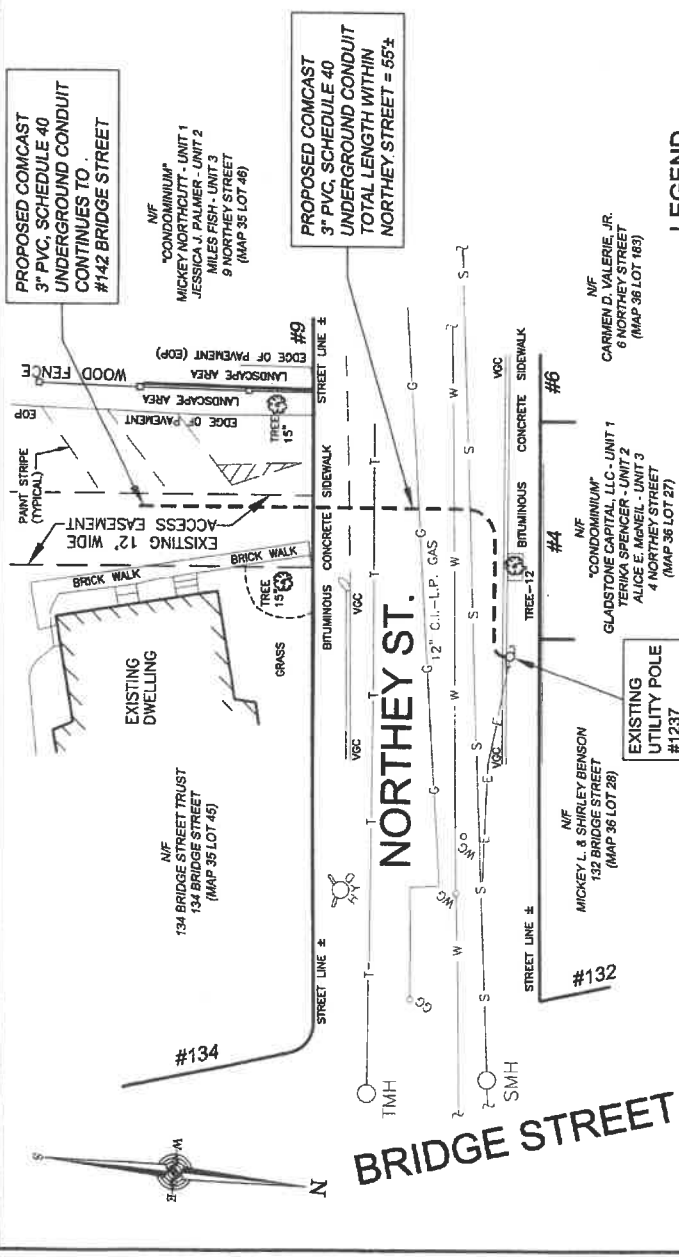 PROPOSED COMCAST
3" PVC, SCHEDULE 40
UNDERGROUND CONDUIT
CONTINUES TO
#142 BRIDGE STREET
N/F
"CONDOMINIUM"
MICKEY NORTHCUTT - UNIT 1
JESSICA J. PALMER - UNIT 2
MILES FISH - UNIT 3
9 NORTHEY STREET
(MAP 35 LOT 46)
PROPOSED COMCAST
3" PVC, SCHEDULE 40
UNDERGROUND CONDUIT
TOTAL LENGTH WITHIN
NORTHEY STREET = 55'±
PAINT STRIPE
(TYPICAL)
EOP
WOOD FENCE
EDGE OF PAVEMENT
LANDSCAPE AREA
LANDSCAPE AREA
EDGE OF PAVEMENT (EOP)
TREE
15"
#9
EXISTING 12' WIDE
ACCESS EASEMENT
BRICK WALK
BRICK WALK
TREE
15"
EXISTING
DWELLING
GRASS
N/F
134 BRIDGE STREET TRUST
134 BRIDGE STREET
(MAP 35 LOT 45)
#134
STREET LINE ±
BITUMINOUS CONCRETE SIDEWALK
STREET LINE ±
VGC
VGC
HYD
T
T
T
T
T
TMH
NORTHEY ST.
12" C.I.-L.P. GAS
G
G
G
G
G
GG
W
W
W
W
WG
WG
S
S
S
S
S
S
S
SMH
E
E
E
VGC
VGC
STREET LINE ±
TREE-12
BITUMINOUS CONCRETE SIDEWALK
#132
#4
#6
N/F
MICKEY L. & SHIRLEY BENSON
132 BRIDGE STREET
(MAP 36 LOT 28)
EXISTING
UTILITY POLE
#1237
N/F
"CONDOMINIUM"
GLADSTONE CAPITAL, LLC - UNIT 1
TERIKA SPENCER - UNIT 2
ALICE E. McNEIL - UNIT 3
4 NORTHEY STREET
(MAP 36 LOT 27)
N/F
CARMEN D. VALERIE, JR.
6 NORTHEY STREET
(MAP 36 LOT 183)
S
W
E
N
BRIDGE STREET
LEGEND